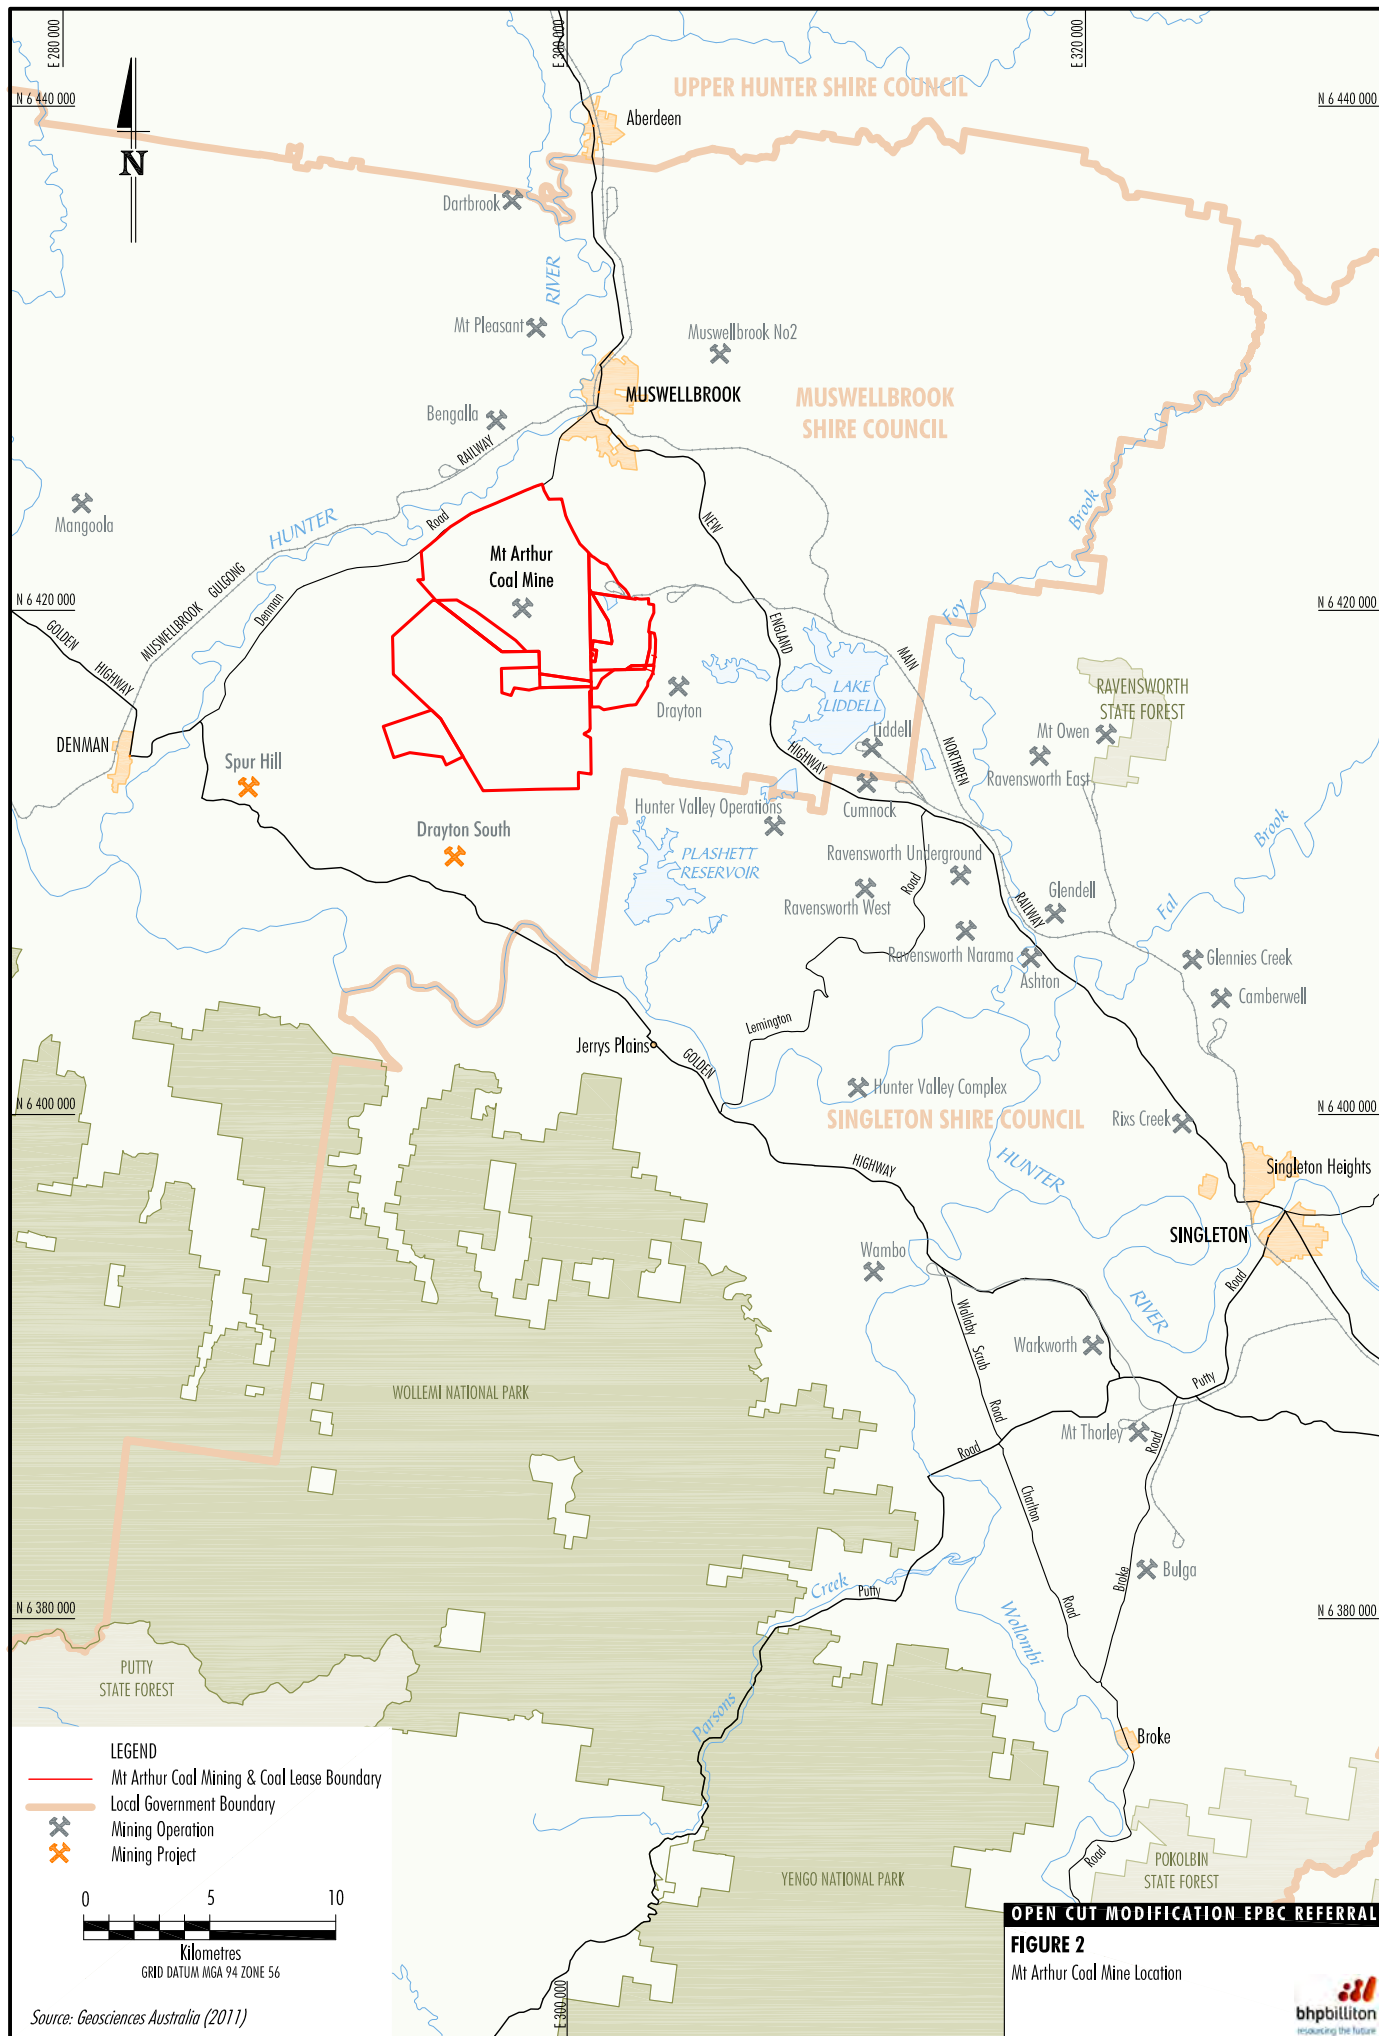 E 280 000
E 300 000
E 320 000
N 6 440 000
N 6 440 000
UPPER HUNTER SHIRE COUNCIL
Aberdeen
N
Dartbrook
RIVER
Mt Pleasant
Muswellbrook No2
MUSWELLBROOK
MUSWELLBROOK
SHIRE COUNCIL
Bengalla
RAILWAY
Mangoola
HUNTER
Road
NEW
Brook
Mt Arthur
Coal Mine
MUSWELLBROOK GULGONG
Denman
N 6 420 000
N 6 420 000
GOLDEN
HIGHWAY
ENGLAND
Foy
MAIN
LAKE
LIDDELL
RAVENSWORTH
STATE FOREST
Drayton
DENMAN
Spur Hill
HIGHWAY
Liddell
NORTHREN
Mt Owen
Ravensworth East
Hunter Valley Operations
Cumnock
Drayton South
PLASHETT
RESERVOIR
Ravensworth Underground
Road
Brook
Ravensworth West
RAILWAY
Glendell
Fal
Ravensworth Narama
Ashton
Glennies Creek
Camberwell
Lemington
Jerrys Plains
GOLDEN
Hunter Valley Complex
N 6 400 000
N 6 400 000
SINGLETON SHIRE COUNCIL
Rixs Creek
HIGHWAY
HUNTER
Singleton Heights
SINGLETON
Wambo
Road
RIVER
Wallaby Scrub Road
Warkworth
Putty
WOLLEMI NATIONAL PARK
Mt Thorley
Road
Road
Charlton
Bulga
Creek
Putty
Broke
Road
Wollombi
N 6 380 000
N 6 380 000
PUTTY
STATE FOREST
Parsons
Broke
LEGEND
Mt Arthur Coal Mining & Coal Lease Boundary
Local Government Boundary
Mining Operation
Mining Project
Road
POKOLBIN
STATE FOREST
YENGO NATIONAL PARK
0 5 10
Kilometres
GRID DATUM MGA 94 ZONE 56
E 300 000
Source: Geosciences Australia (2011)
OPEN CUT MODIFICATION EPBC REFERRAL
FIGURE 2
Mt Arthur Coal Mine Location
bhpbilliton
resourcing the future